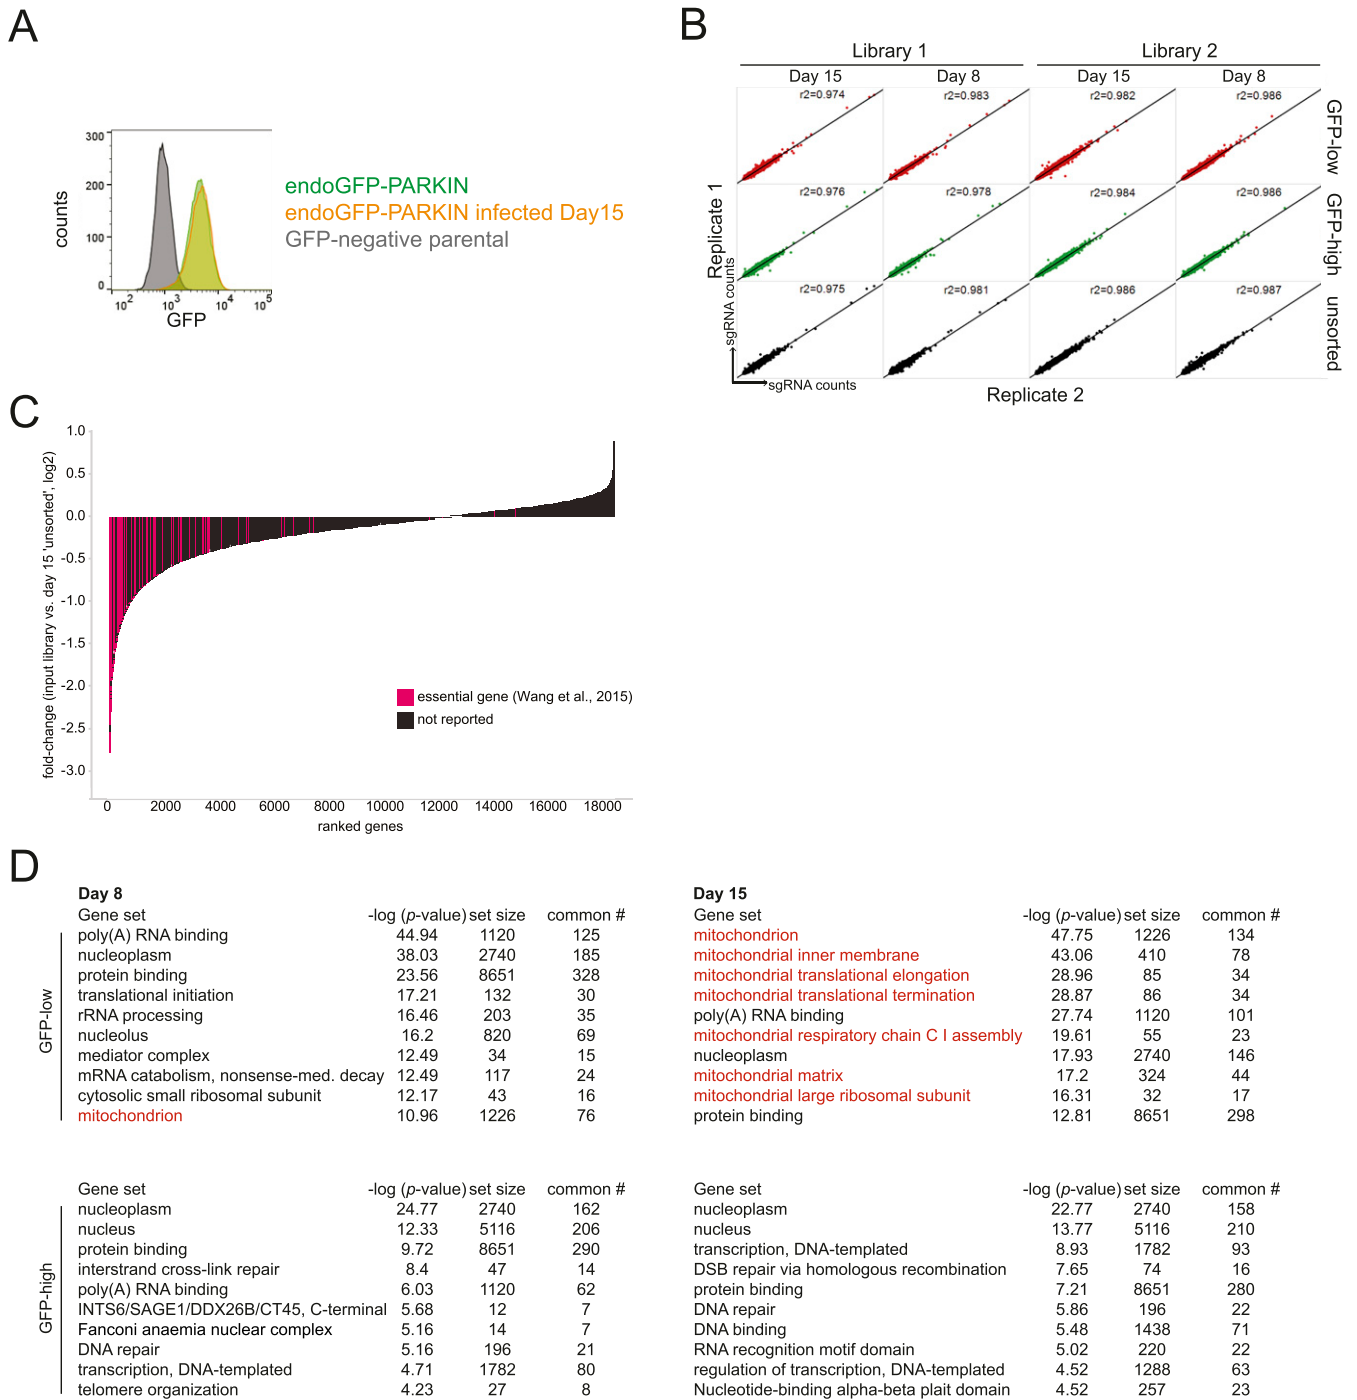 A
300
200
100
0
counts
10² 10³ 10⁴ 10⁵
GFP
endoGFP-PARKIN
endoGFP-PARKIN infected Day15
GFP-negative parental
B
Library 1 Library 2
Day 15 Day 8 Day 15 Day 8
r2=0.974 r2=0.983 r2=0.982 r2=0.986
GFP-low
r2=0.976 r2=0.978 r2=0.984 r2=0.986
GFP-high
r2=0.975 r2=0.981 r2=0.986 r2=0.987
unsorted
Replicate 1
sgRNA counts
sgRNA counts
Replicate 2
C
fold-change (input library vs. day 15 'unsorted', log2)
1.0
0.5
0.0
-0.5
-1.0
-1.5
-2.0
-2.5
-3.0
essential gene (Wang et al., 2015)
not reported
0 2000 4000 6000 8000 10000 12000 14000 16000 18000
ranked genes
D
Day 8
GFP-low
Gene set -log (p-value) set size common #
poly(A) RNA binding 44.94 1120 125
nucleoplasm 38.03 2740 185
protein binding 23.56 8651 328
translational initiation 17.21 132 30
rRNA processing 16.46 203 35
nucleolus 16.2 820 69
mediator complex 12.49 34 15
mRNA catabolism, nonsense-med. decay 12.49 117 24
cytosolic small ribosomal subunit 12.17 43 16
mitochondrion 10.96 1226 76
Day 15
Gene set -log (p-value) set size common #
mitochondrion 47.75 1226 134
mitochondrial inner membrane 43.06 410 78
mitochondrial translational elongation 28.96 85 34
mitochondrial translational termination 28.87 86 34
poly(A) RNA binding 27.74 1120 101
mitochondrial respiratory chain C I assembly 19.61 55 23
nucleoplasm 17.93 2740 146
mitochondrial matrix 17.2 324 44
mitochondrial large ribosomal subunit 16.31 32 17
protein binding 12.81 8651 298
GFP-high
Gene set -log (p-value) set size common #
nucleoplasm 24.77 2740 162
nucleus 12.33 5116 206
protein binding 9.72 8651 290
interstrand cross-link repair 8.4 47 14
poly(A) RNA binding 6.03 1120 62
INTS6/SAGE1/DDX26B/CT45, C-terminal 5.68 12 7
Fanconi anaemia nuclear complex 5.16 14 7
DNA repair 5.16 196 21
transcription, DNA-templated 4.71 1782 80
telomere organization 4.23 27 8
Gene set -log (p-value) set size common #
nucleoplasm 22.77 2740 158
nucleus 13.77 5116 210
transcription, DNA-templated 8.93 1782 93
DSB repair via homologous recombination 7.65 74 16
protein binding 7.21 8651 280
DNA repair 5.86 196 22
DNA binding 5.48 1438 71
RNA recognition motif domain 5.02 220 22
regulation of transcription, DNA-templated 4.52 1288 63
Nucleotide-binding alpha-beta plait domain 4.52 257 23